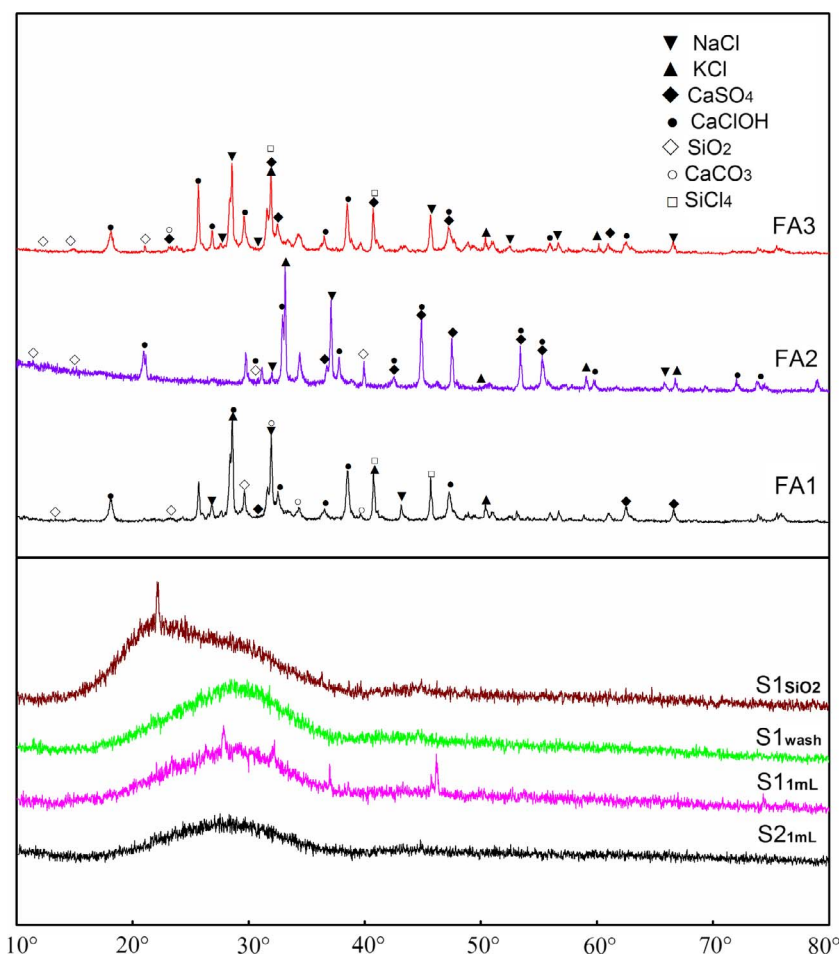 NaCl
KCl
CaSO4
CaClOH
SiO2
CaCO3
SiCl4
FA3
FA2
FA1
S1SiO2
S1wash
S11mL
S21mL
10° 20° 30° 40° 50° 60° 70° 80°